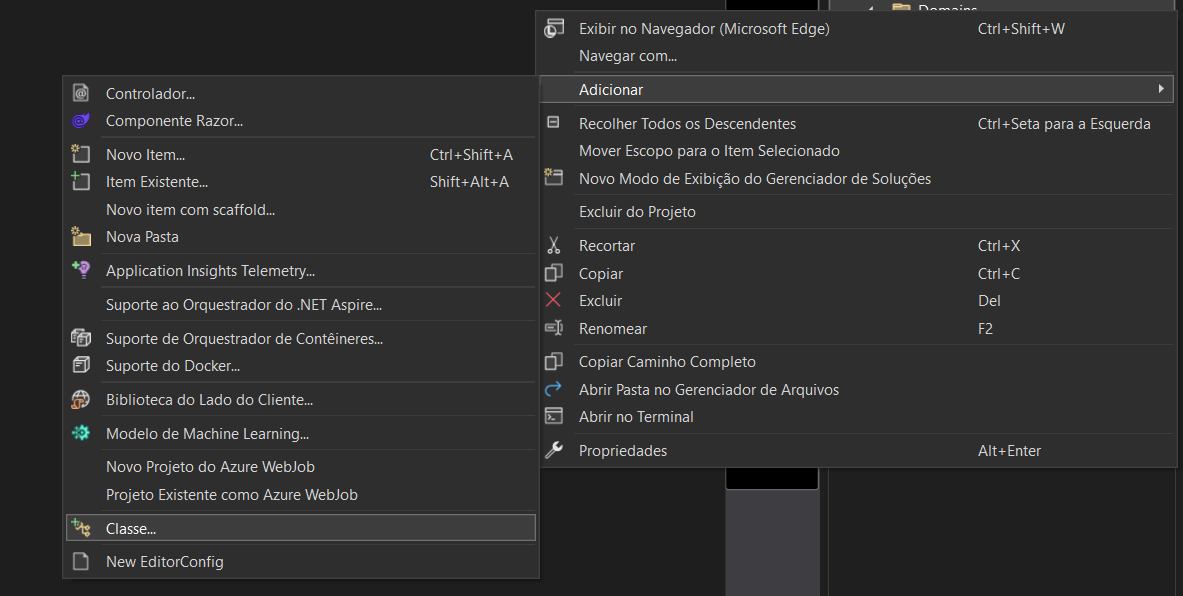 Domains
Exibir no Navegador (Microsoft Edge) Ctrl+Shift+W
Navegar com...
Adicionar
Recolher Todos os Descendentes Ctrl+Seta para a Esquerda
Mover Escopo para o Item Selecionado
Novo Modo de Exibição do Gerenciador de Soluções
Excluir do Projeto
Recortar Ctrl+X
Copiar Ctrl+C
Excluir Del
Renomear F2
Copiar Caminho Completo
Abrir Pasta no Gerenciador de Arquivos
Abrir no Terminal
Propriedades Alt+Enter
Controlador...
Componente Razor...
Novo Item... Ctrl+Shift+A
Item Existente... Shift+Alt+A
Novo item com scaffold...
Nova Pasta
Application Insights Telemetry...
Suporte ao Orquestrador do .NET Aspire...
Suporte de Orquestrador de Contêineres...
Suporte do Docker...
Biblioteca do Lado do Cliente...
Modelo de Machine Learning...
Novo Projeto do Azure WebJob
Projeto Existente como Azure WebJob
Classe...
New EditorConfig